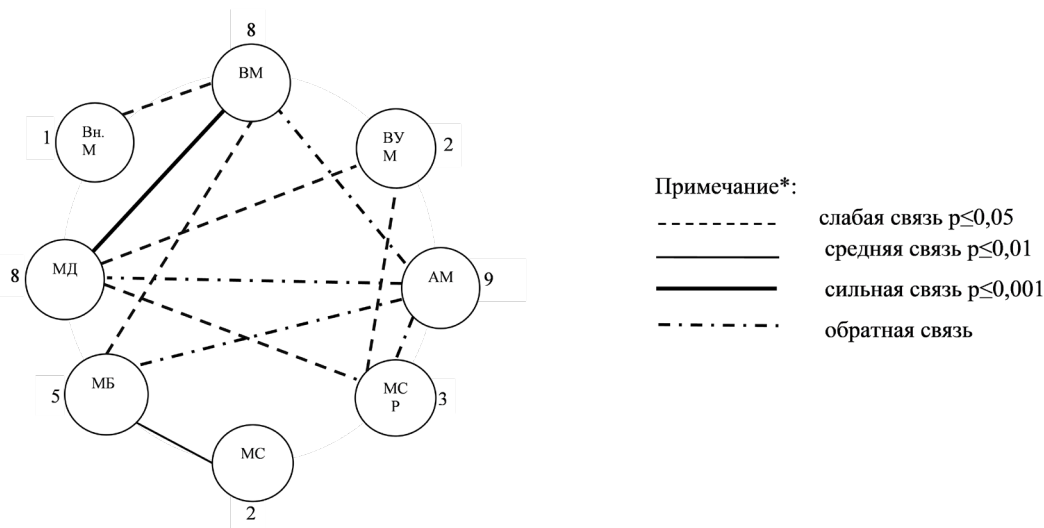 8
ВМ
1
Вн.
М
ВУ
М
2
8
МД
АМ
9
5
МБ
МС
Р
3
МС
2
Примечание*:
слабая связь p≤0,05
средняя связь p≤0,01
сильная связь p≤0,001
обратная связь